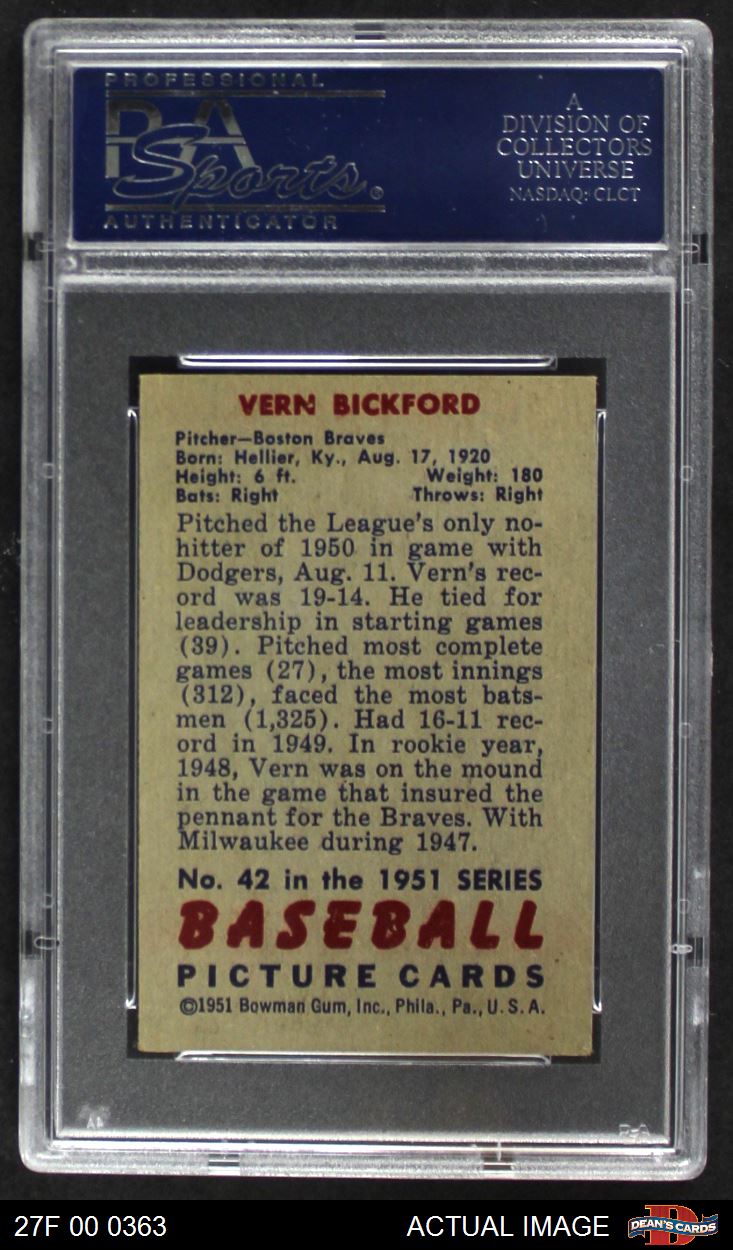 PROFESSIONAL
PSA
Sports®
AUTHENTICATOR
A
DIVISION OF
COLLECTORS
UNIVERSE
NASDAQ: CLCT
VERN BICKFORD
Pitcher—Boston Braves
Born: Hellier, Ky., Aug. 17, 1920
Height: 6 ft. Weight: 180
Bats: Right Throws: Right
Pitched the League's only no-
hitter of 1950 in game with
Dodgers, Aug. 11. Vern's rec-
ord was 19-14. He tied for
leadership in starting games
(39). Pitched most complete
games (27), the most innings
(312), faced the most bats-
men (1,325). Had 16-11 rec-
ord in 1949. In rookie year,
1948, Vern was on the mound
in the game that insured the
pennant for the Braves. With
Milwaukee during 1947.
No. 42 in the 1951 SERIES
BASEBALL
PICTURE CARDS
©1951 Bowman Gum, Inc., Phila., Pa., U. S. A.
27F 00 0363 ACTUAL IMAGE DEAN'S CARDS